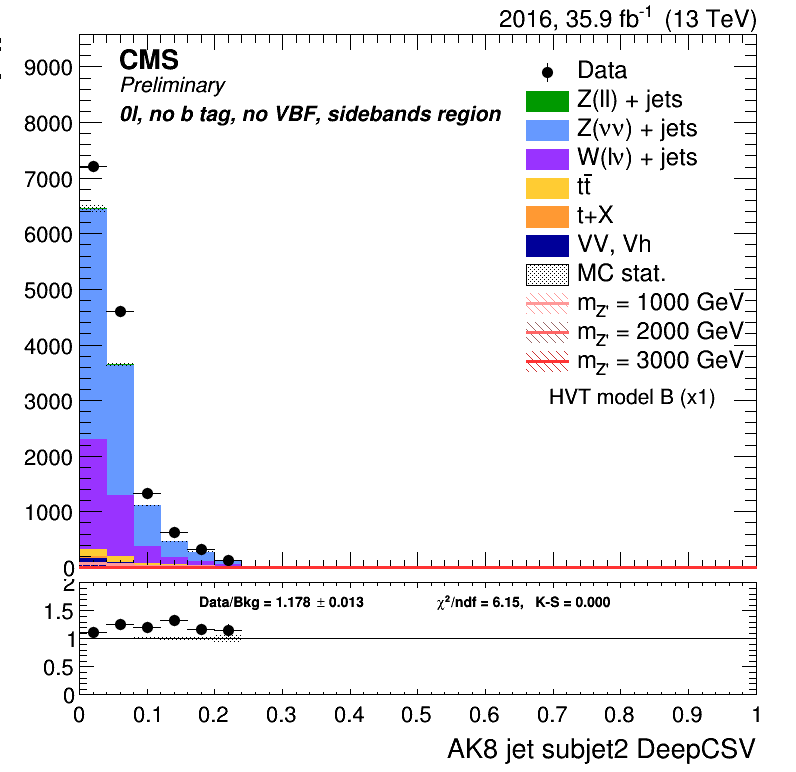 2016, 35.9 fb⁻¹ (13 TeV)
CMS
Preliminary
0l, no b tag, no VBF, sidebands region
Data
Z(ll) + jets
Z(νν) + jets
W(lν) + jets
tt̄
t+X
VV, Vh
MC stat.
m_Z' = 1000 GeV
m_Z' = 2000 GeV
m_Z' = 3000 GeV
HVT model B (x1)
9000
8000
7000
6000
5000
4000
3000
2000
1000
0
Data/Bkg = 1.178 ± 0.013 χ²/ndf = 6.15, K-S = 0.000
2
1.5
1
0.5
0
0 0.1 0.2 0.3 0.4 0.5 0.6 0.7 0.8 0.9 1
AK8 jet subjet2 DeepCSV